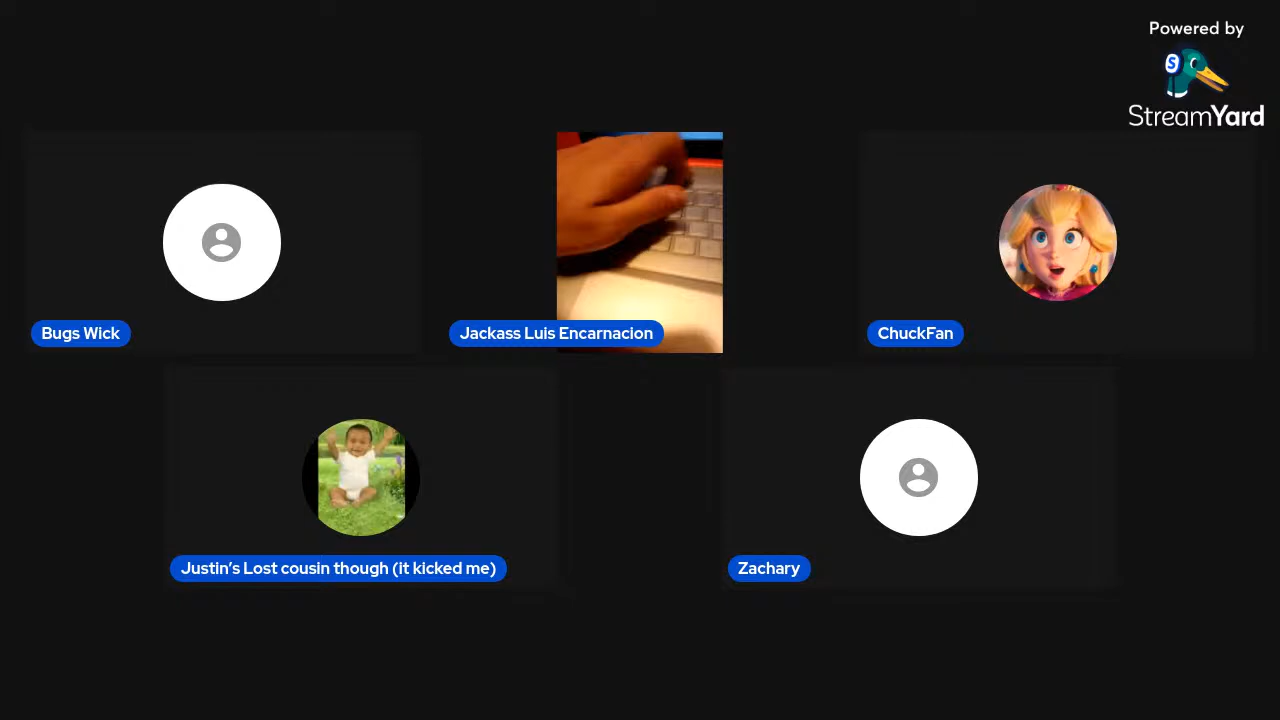 Powered by
S
StreamYard
Bugs Wick
Jackass Luis Encarnacion
ChuckFan
Justin’s Lost cousin though (it kicked me)
Zachary